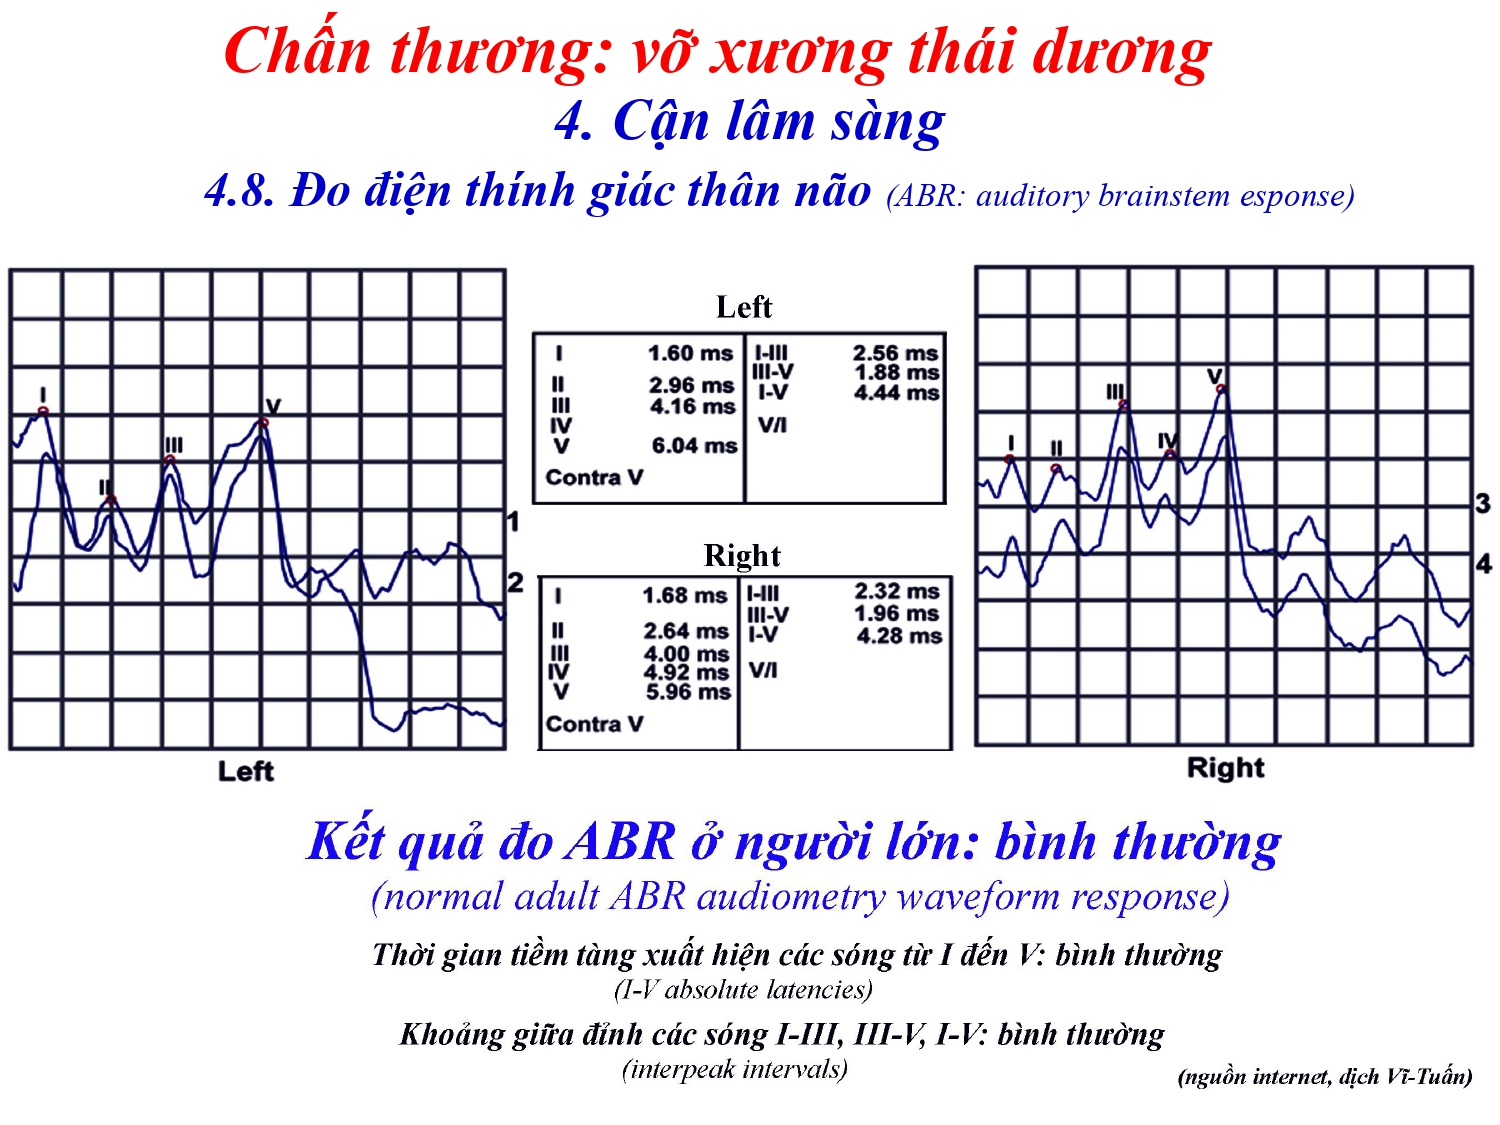 Chấn thương: vỡ xương thái dương
4. Cận lâm sàng
4.8. Đo điện thính giác thân não (ABR: auditory brainstem esponse)
I
II
III
V
1
2
Left
Left
I 1.60 ms
II 2.96 ms
III 4.16 ms
IV
V 6.04 ms
Contra V
I-III 2.56 ms
III-V 1.88 ms
I-V 4.44 ms
V/I
Right
I 1.68 ms
II 2.64 ms
III 4.00 ms
IV 4.92 ms
V 5.96 ms
Contra V
I-III 2.32 ms
III-V 1.96 ms
I-V 4.28 ms
V/I
I
II
III
IV
V
3
4
Right
Kết quả đo ABR ở người lớn: bình thường
(normal adult ABR audiometry waveform response)
Thời gian tiềm tàng xuất hiện các sóng từ I đến V: bình thường
(I-V absolute latencies)
Khoảng giữa đỉnh các sóng I-III, III-V, I-V: bình thường
(interpeak intervals)
(nguồn internet, dịch Vĩ-Tuấn)